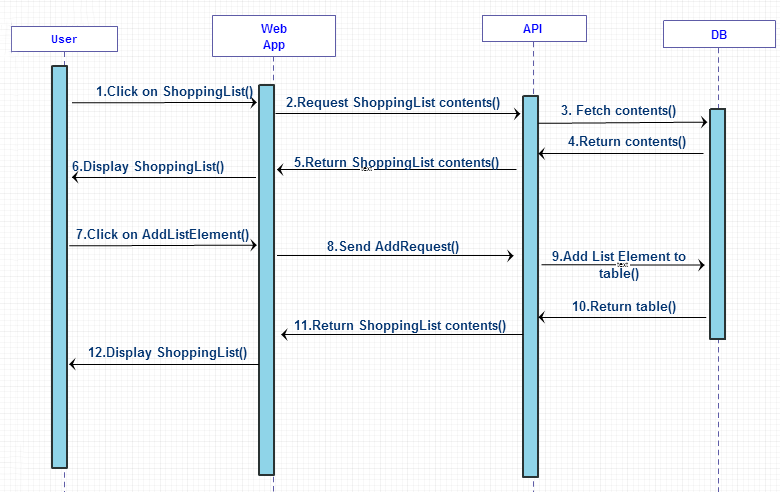 User
Web
App
API
DB
1.Click on ShoppingList()
2.Request ShoppingList contents()
3. Fetch contents()
4.Return contents()
5.Return ShoppingList contents()
6.Display ShoppingList()
7.Click on AddListElement()
8.Send AddRequest()
9.Add List Element to
table()
10.Return table()
11.Return ShoppingList contents()
12.Display ShoppingList()